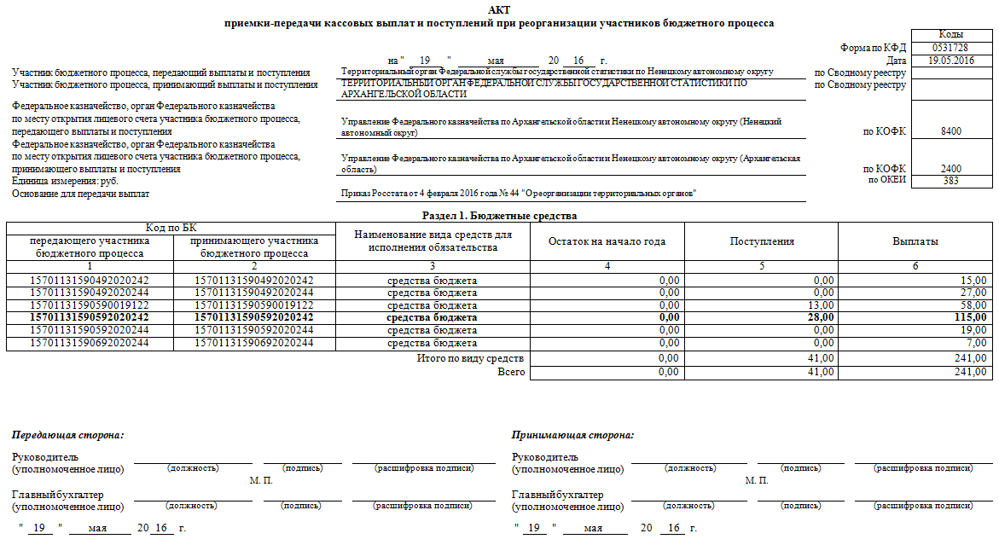 АКТ
приемки-передачи кассовых выплат и поступлений при реорганизации участников бюджетного процесса
Коды
Форма по КФД 0531728
на " 19 " мая 20 16 г. Дата 19.05.2016
Участник бюджетного процесса, передающий выплаты и поступления Территориальный орган Федеральной службы государственной статистики по Ненецкому автономному округу по Сводному реестру
Участник бюджетного процесса, принимающий выплаты и поступления ТЕРРИТОРИАЛЬНЫЙ ОРГАН ФЕДЕРАЛЬНОЙ СЛУЖБЫ ГОСУДАРСТВЕННОЙ СТАТИСТИКИ ПО по Сводному реестру
АРХАНГЕЛЬСКОЙ ОБЛАСТИ
Федеральное казначейство, орган Федерального казначейства
по месту открытия лицевого счета участника бюджетного процесса, Управление Федерального казначейства по Архангельской области и Ненецкому автономному округу (Ненецкий
передающего выплаты и поступления автономный округ) по КОФК 8400
Федеральное казначейство, орган Федерального казначейства
по месту открытия лицевого счета участника бюджетного процесса, Управление Федерального казначейства по Архангельской области и Ненецкому автономному округу (Архангельская
принимающего выплаты и поступления область) по КОФК 2400
Единица измерения: руб. по ОКЕИ 383
Основание для передачи выплат Приказ Росстата от 4 февраля 2016 года № 44 "О реорганизации территориальных органов"
Раздел 1. Бюджетные средства
Код по БК Наименование вида средств для исполнения обязательства Остаток на начало года Поступления Выплаты
передающего участника бюджетного процесса принимающего участника бюджетного процесса
1 2 3 4 5 6
15701131590492020242 15701131590492020242 средства бюджета 0,00 0,00 15,00
15701131590492020244 15701131590492020244 средства бюджета 0,00 0,00 27,00
15701131590590019122 15701131590590019122 средства бюджета 0,00 13,00 58,00
15701131590592020242 15701131590592020242 средства бюджета 0,00 28,00 115,00
15701131590592020244 15701131590592020244 средства бюджета 0,00 0,00 19,00
15701131590692020244 15701131590692020244 средства бюджета 0,00 0,00 7,00
Итого по виду средств 0,00 41,00 241,00
Всего 0,00 41,00 241,00
Передающая сторона: Принимающая сторона:
Руководитель Руководитель
(уполномоченное лицо) (должность) (подпись) (расшифровка подписи) (уполномоченное лицо) (должность) (подпись) (расшифровка подписи)
М. П. М. П.
Главный бухгалтер Главный бухгалтер
(уполномоченное лицо) (должность) (подпись) (расшифровка подписи) (уполномоченное лицо) (должность) (подпись) (расшифровка подписи)
" 19 " мая 20 16 г. " 19 " мая 20 16 г.